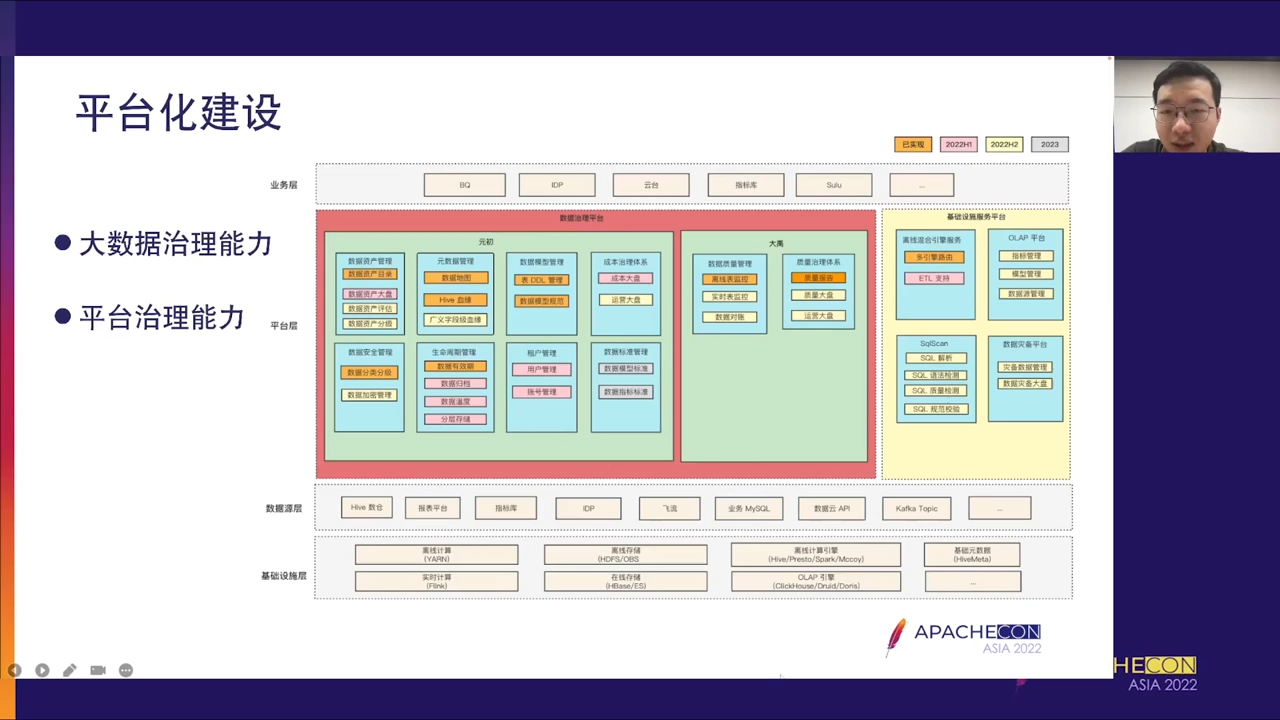 平台化建设
已实现
2022H1
2022H2
2023
大数据治理能力
平台治理能力
业务层
BQ
IDP
云台
指标库
Sulu
...
平台层
数据治理平台
元初
数据资产管理
数据资产目录
数据资产大盘
数据资产评估
数据资产分级
元数据管理
数据地图
Hive 血缘
广义字段级血缘
数据模型管理
表 DDL 管理
数据模型规范
成本治理体系
成本大盘
运营大盘
数据安全管理
数据分类分级
数据加密管理
生命周期管理
数据有效期
数据归档
数据温度
分层存储
租户管理
用户管理
账号管理
数据标准管理
数据模型标准
数据指标标准
大禹
数据质量管理
离线表监控
实时表监控
数据对账
质量治理体系
质量报告
质量大盘
运营大盘
基础设施服务平台
离线混合引擎服务
多引擎路由
ETL 支持
OLAP 平台
指标管理
模型管理
数据源管理
SqlScan
SQL 解析
SQL 语法检测
SQL 质量检测
SQL 规范校验
数据灾备平台
灾备数据管理
数据灾备大盘
数据源层
Hive 数仓
报表平台
指标库
IDP
飞流
业务 MySQL
数据云 API
Kafka Topic
...
基础设施层
离线计算
(YARN)
离线存储
(HDFS/OBS
离线计算引擎
(Hive/Presto/Spark/Mccoy)
基础元数据
(HiveMeta)
实时计算
(Flink)
在线存储
(HBase/ES)
OLAP 引擎
(ClickHouse/Druid/Doris)
...
APACHECON
ASIA 2022
HECON
ASIA 2022